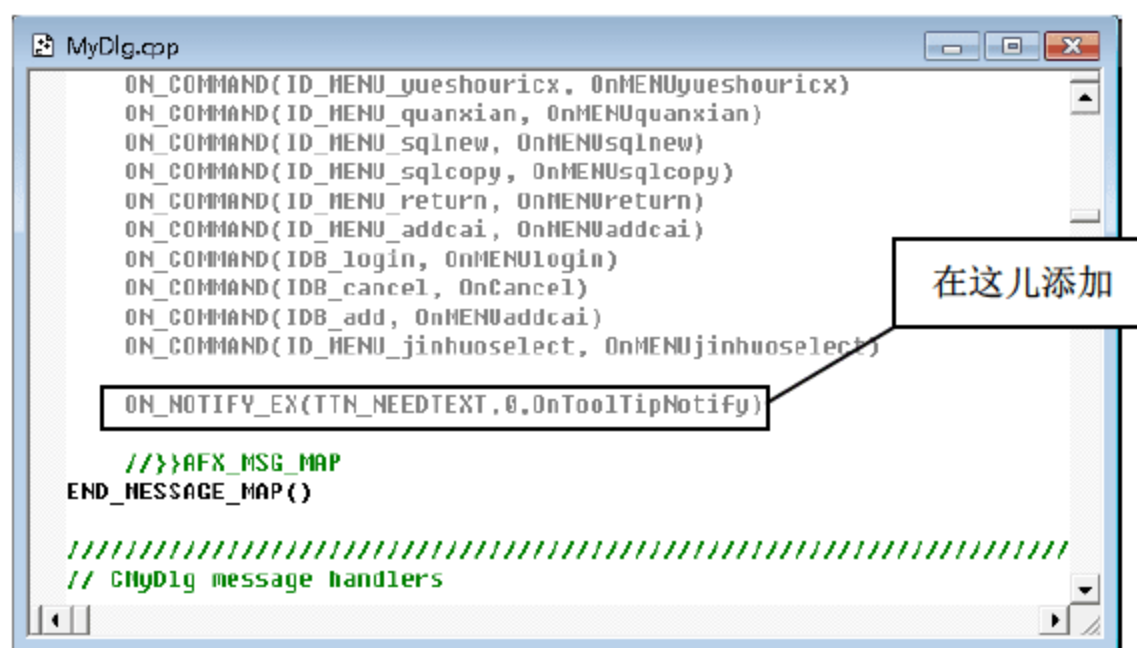 MyDlg.cpp
ON_COMMAND(ID_MENU_yueshouricx, OnMENUyueshouricx)
ON_COMMAND(ID_MENU_quanxian, OnMENUquanxian)
ON_COMMAND(ID_MENU_sqlnew, OnMENUsqlnew)
ON_COMMAND(ID_MENU_sqlcopy, OnMENUsqlcopy)
ON_COMMAND(ID_MENU_return, OnMENUreturn)
ON_COMMAND(ID_MENU_addcai, OnMENUaddcai)
ON_COMMAND(IDB_login, OnMENUlogin)
ON_COMMAND(IDB_cancel, OnCancel)
ON_COMMAND(IDB_add, OnMENUaddcai)
ON_COMMAND(ID_MENU_jinhuoselect, OnMENUjinhuoselect)
在这儿添加
ON_NOTIFY_EX(TTN_NEEDTEXT,0,OnToolTipNotify)
//}}AFX_MSG_MAP
END_MESSAGE_MAP()
/////////////////////////////////////////////////////////////////////
// CMyDlg message handlers